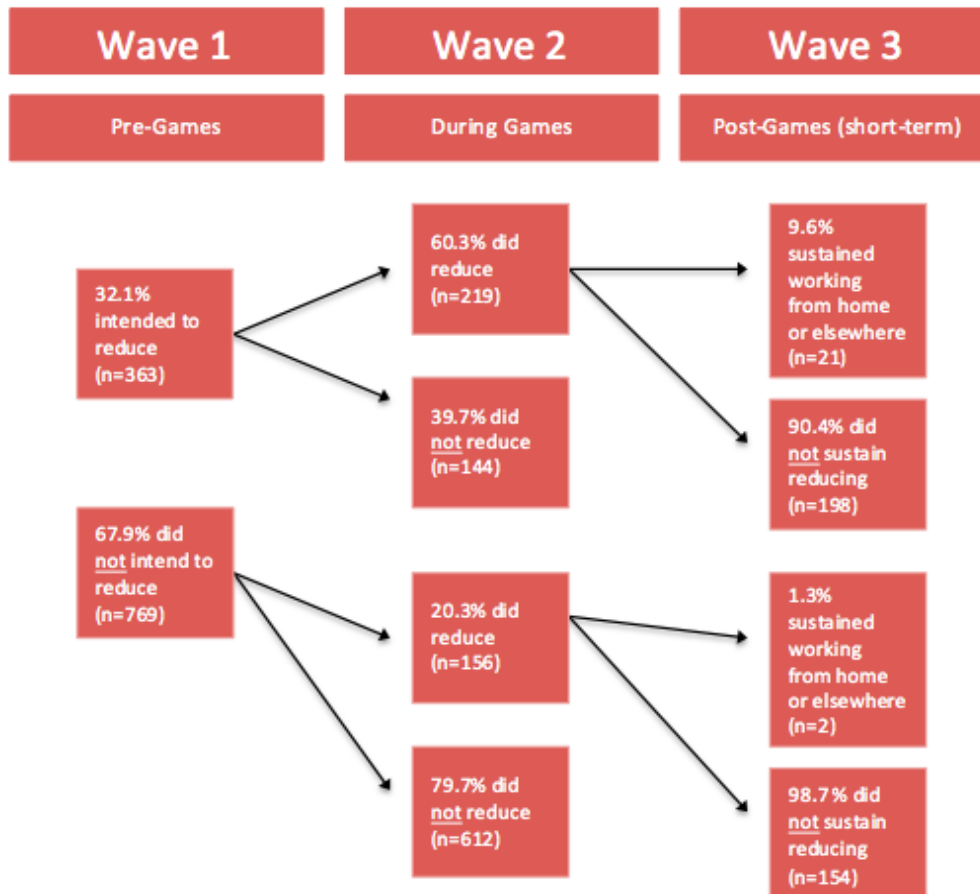 Wave 1
Wave 2
Wave 3
Pre-Games
During Games
Post-Games (short-term)
32.1%
intended to
reduce
(n=363)
60.3% did
reduce
(n=219)
39.7% did
not reduce
(n=144)
9.6%
sustained
working
from home
or elsewhere
(n=21)
90.4% did
not sustain
reducing
(n=198)
67.9% did
not intend to
reduce
(n=769)
20.3% did
reduce
(n=156)
79.7% did
not reduce
(n=612)
1.3%
sustained
working
from home
or elsewhere
(n=2)
98.7% did
not sustain
reducing
(n=154)